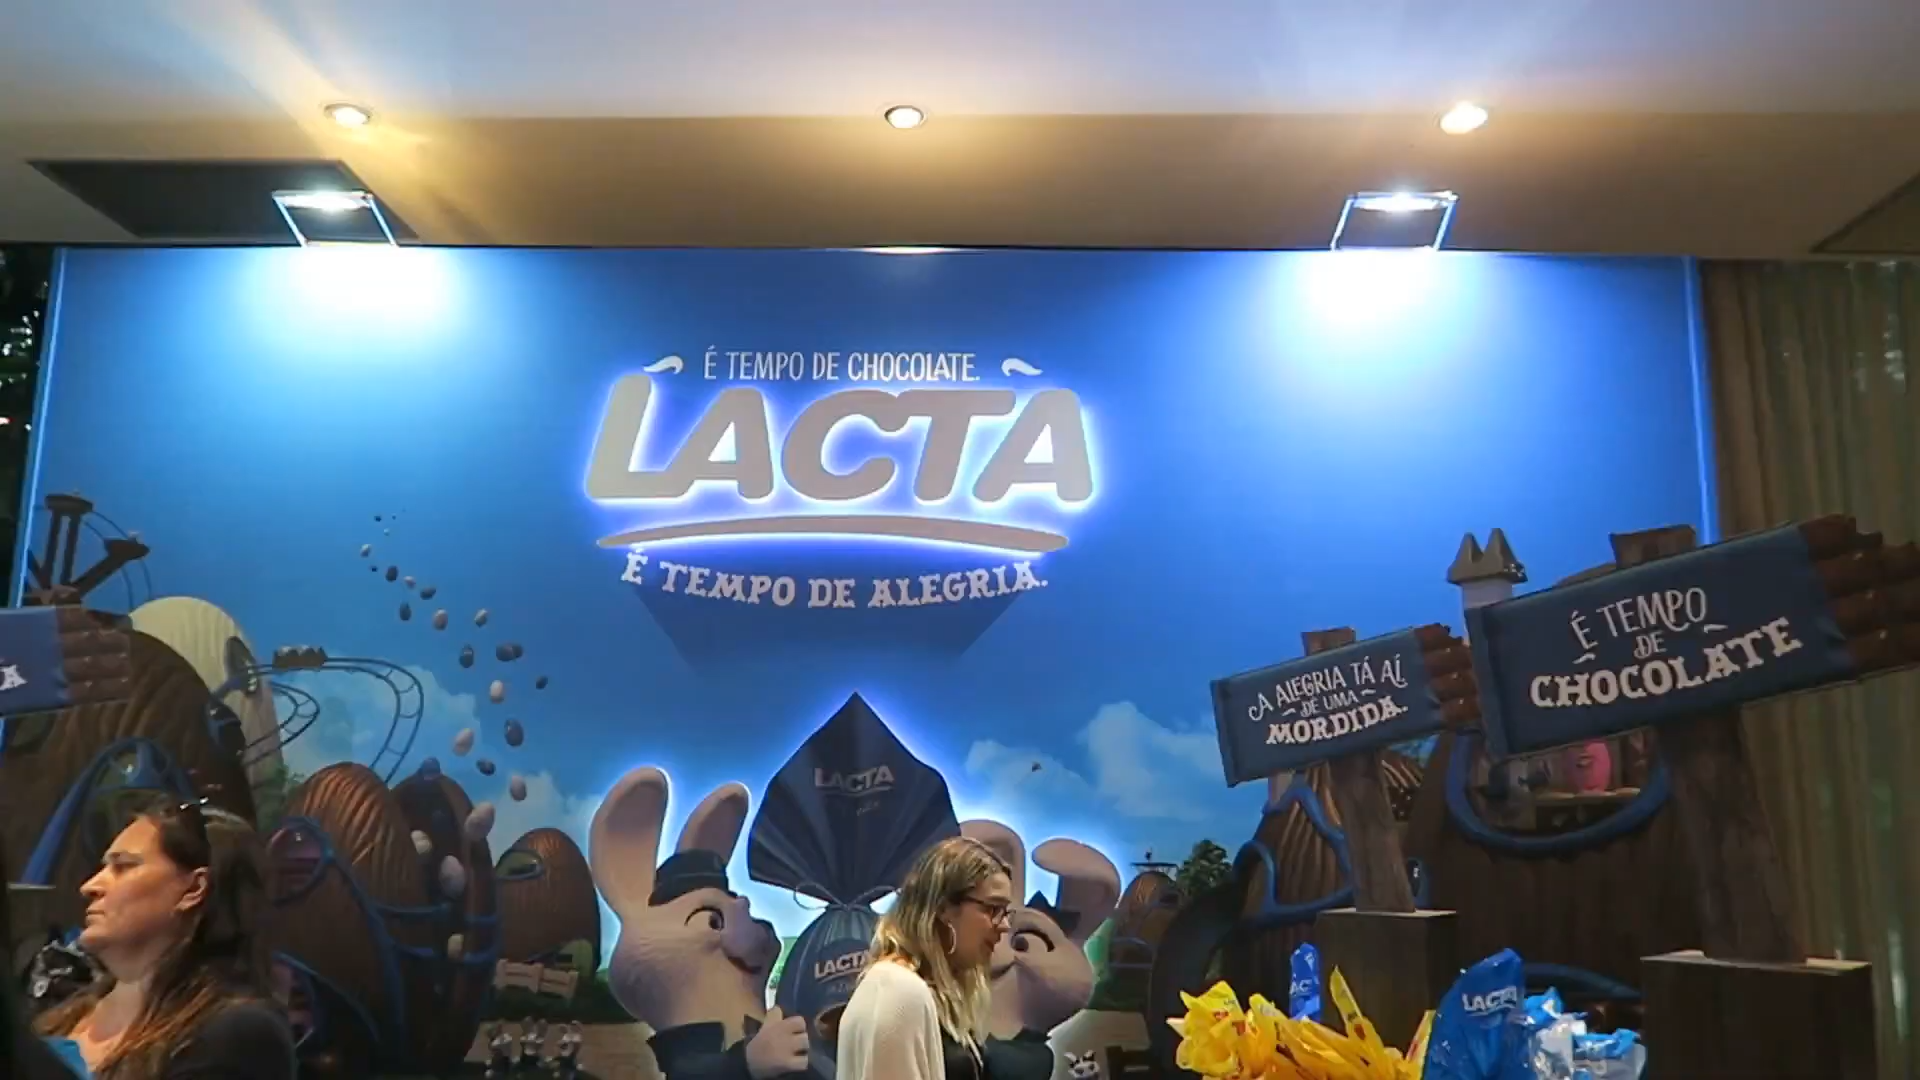 É TEMPO DE CHOCOLATE.
LACTA
É TEMPO DE ALEGRIA.
A ALEGRIA TÁ AÍ
DE UMA
MORDIDA.
É TEMPO
DE
CHOCOLATE
LACTA
LACTA
LACTA